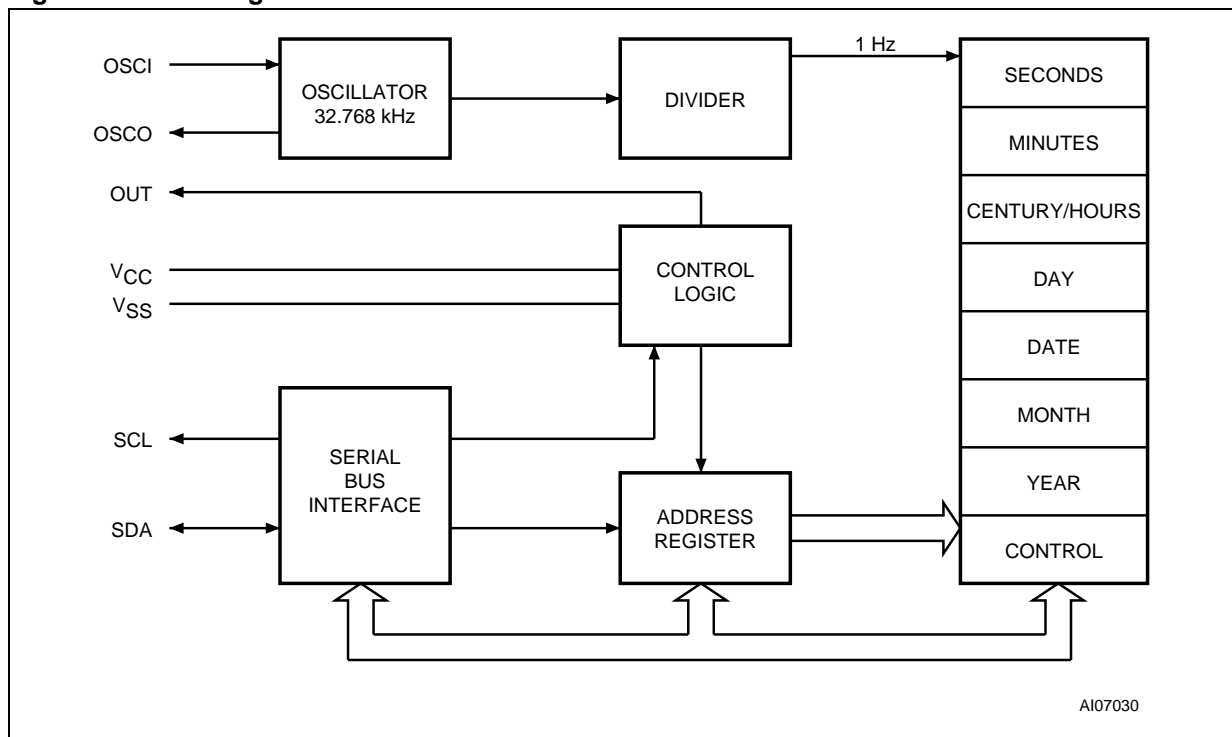 OSCI
OSCILLATOR
32.768 kHz
OSCO
DIVIDER
1 Hz
SECONDS
MINUTES
CENTURY/HOURS
DAY
DATE
MONTH
YEAR
CONTROL
OUT
VCC
VSS
CONTROL
LOGIC
SCL
SDA
SERIAL
BUS
INTERFACE
ADDRESS
REGISTER
AI07030